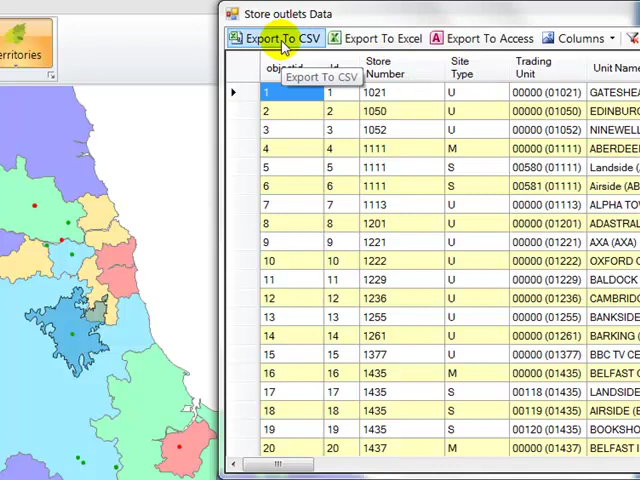 Store outlets Data
Export To CSV Export To Excel Export To Access Columns
erritories
Export To CSV
objectid Id Store Number Site Type Trading Unit Unit Name
1 1 1021 U 00000 (01021) GATESHEA
2 2 1050 U 00000 (01050) EDINBUR
3 3 1052 U 00000 (01052) NINEWELL
4 4 1111 M 00000 (01111) ABERDEE
5 5 1111 S 00580 (01111) Landside (
6 6 1111 S 00581 (01111) Airside (AB
7 7 1113 U 00000 (01113) ALPHA TO
8 8 1201 U 00000 (01201) ADASTRAL
9 9 1221 U 00000 (01221) AXA (AXA)
10 10 1222 U 00000 (01222) OXFORD C
11 11 1229 U 00000 (01229) BALDOCK
12 12 1236 U 00000 (01236) CAMBRID
13 13 1255 U 00000 (01255) BANKSIDE
14 14 1261 U 00000 (01261) BARKING (
15 15 1377 U 00000 (01377) BBC TV CE
16 16 1435 M 00000 (01435) BELFAST
17 17 1435 S 00118 (01435) LANDSIDE
18 18 1435 S 00119 (01435) AIRSIDE (B
19 19 1435 S 00120 (01435) BOOKSHO
20 20 1437 M 00000 (01437) BELFAST I